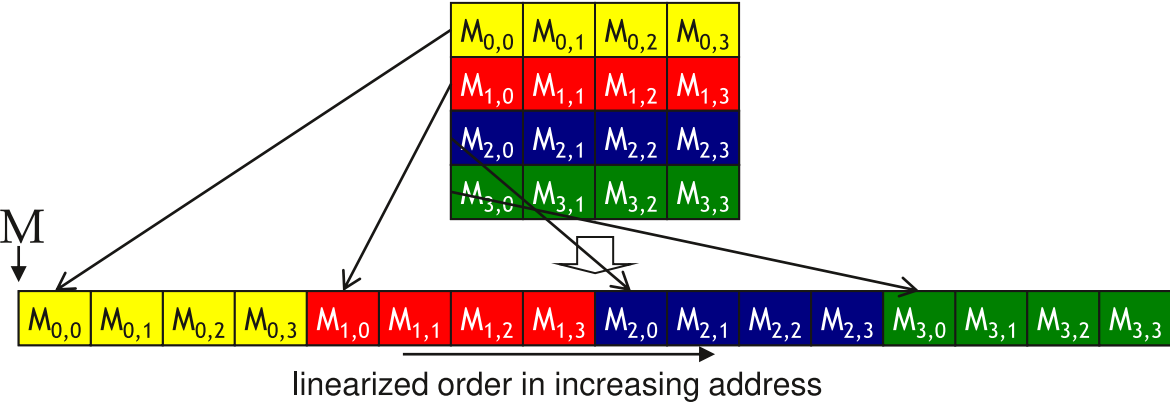 M0,0 M0,1 M0,2 M0,3
M1,0 M1,1 M1,2 M1,3
M2,0 M2,1 M2,2 M2,3
M3,0 M3,1 M3,2 M3,3
M
M0,0 M0,1 M0,2 M0,3 M1,0 M1,1 M1,2 M1,3 M2,0 M2,1 M2,2 M2,3 M3,0 M3,1 M3,2 M3,3
linearized order in increasing address